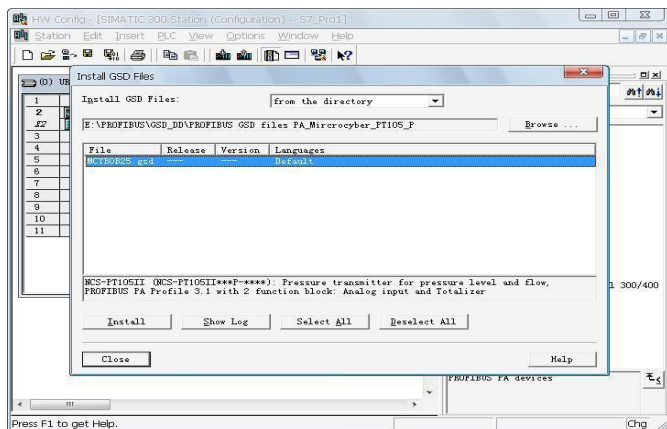 HW Config - [SIMATIC 300 Station (Configuration) -- S7_Pro1]
Station Edit Insert PLC View Options Window Help
(0) UR
Install GSD Files
Install GSD Files:
from the directory
E:\PROFIBUS\GSD_DD\PROFIBUS GSD files PA_Mircrocyber_PT105_P
Browse ...
File Release Version Languages
MCYB0B25.gsd --- --- Default
1
2
X2
3
4
5
6
7
8
9
10
11
NCS-PT105II (NCS-PT105II***P-****): Pressure transmitter for pressure level and flow,
PROFIBUS PA Profile 3.1 with 2 function block: Analog input and Totalizer
1 300/400
Install Show Log Select All Deselect All
Close Help
PROFIBUS PA devices
Press F1 to get Help.
Chg